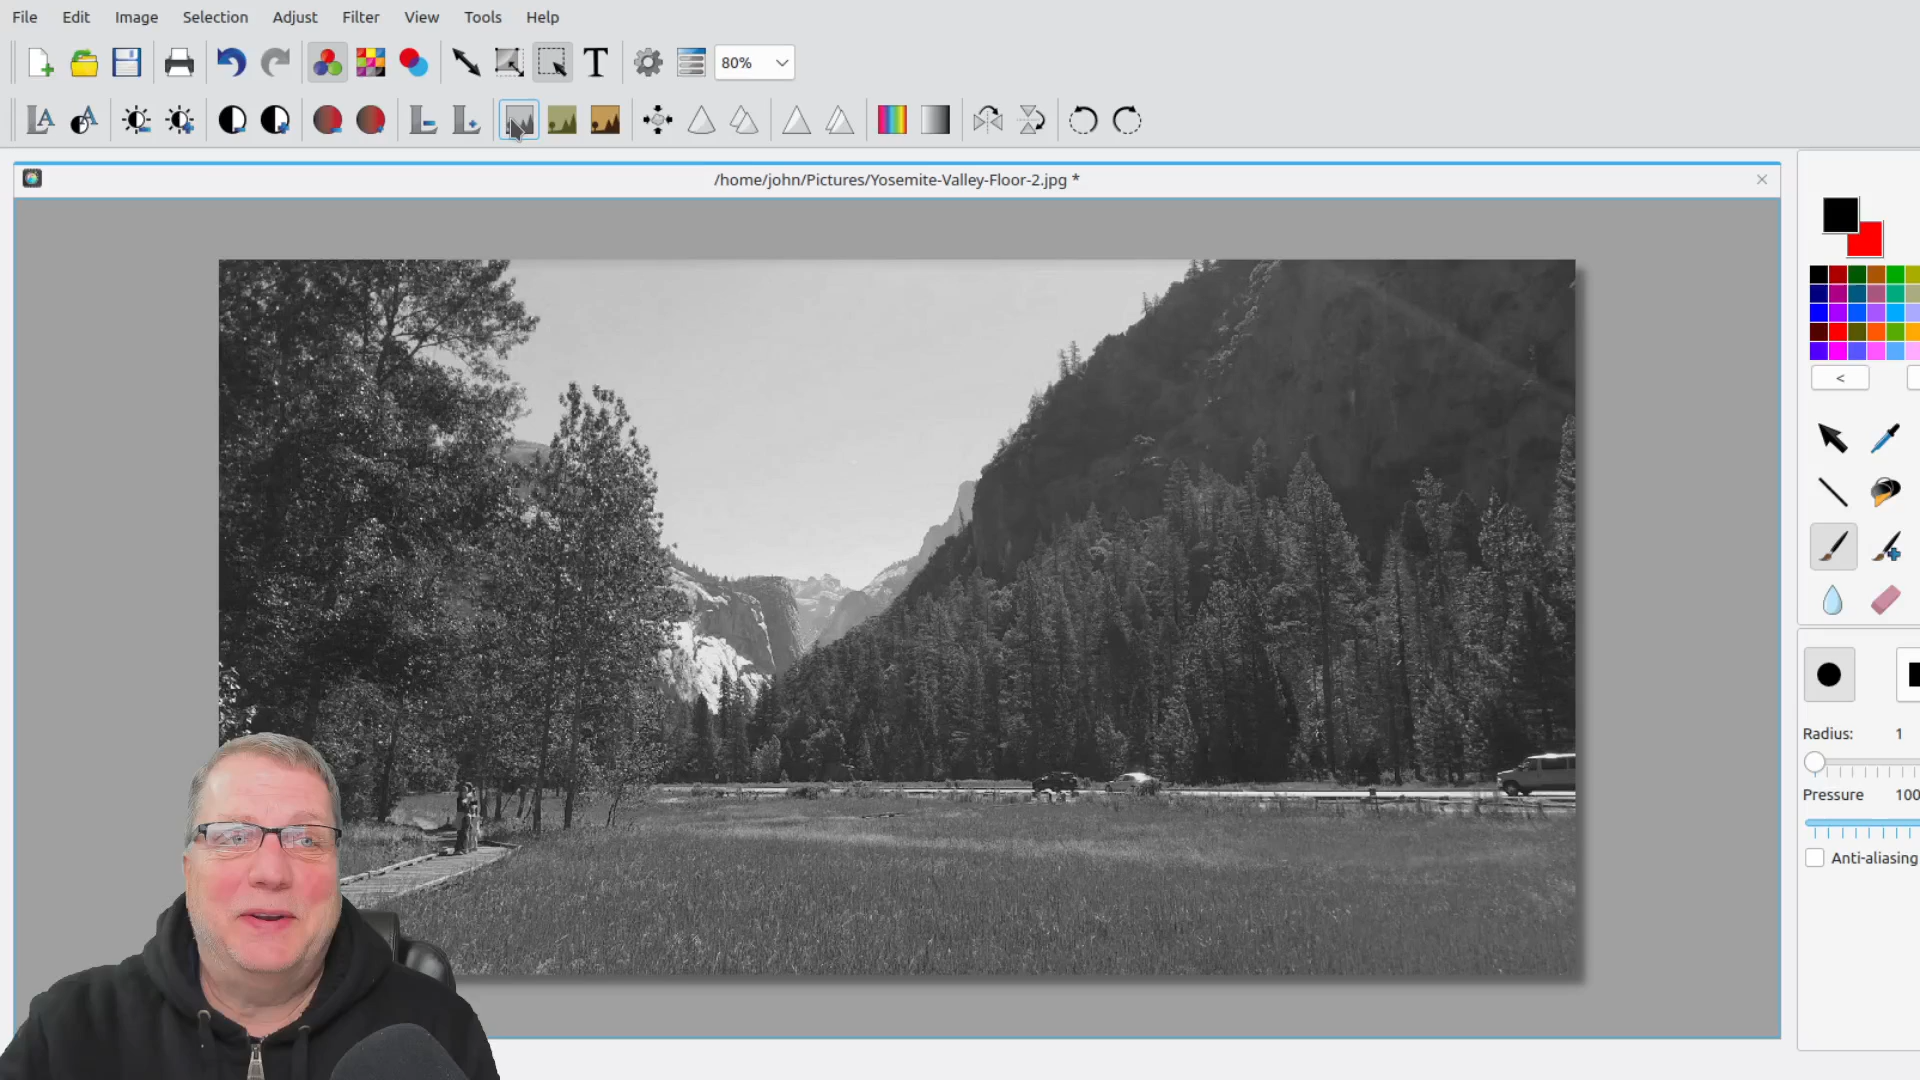 File Edit Image Selection Adjust Filter View Tools Help
T 80%
/home/john/Pictures/Yosemite-Valley-Floor-2.jpg *
<
Radius: 1
Pressure 100
Anti-aliasing